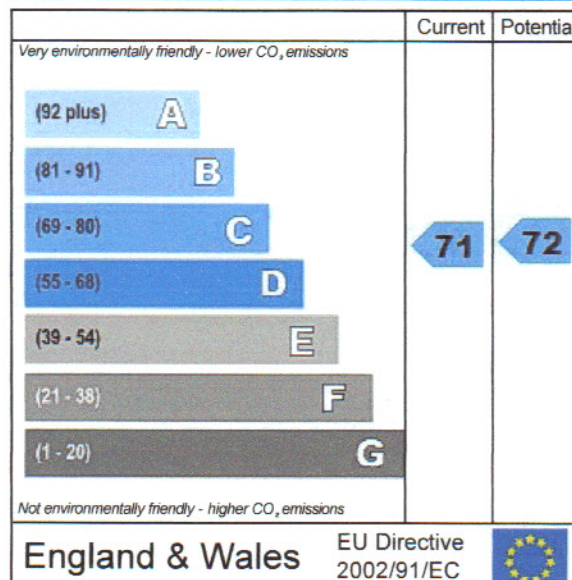 Current Potentia
Very environmentally friendly - lower CO₂ emissions
(92 plus) A
(81 - 91) B
(69 - 80) C
71 72
(55 - 68) D
(39 - 54) E
(21 - 38) F
(1 - 20) G
Not environmentally friendly - higher CO₂ emissions
England & Wales
EU Directive
2002/91/EC